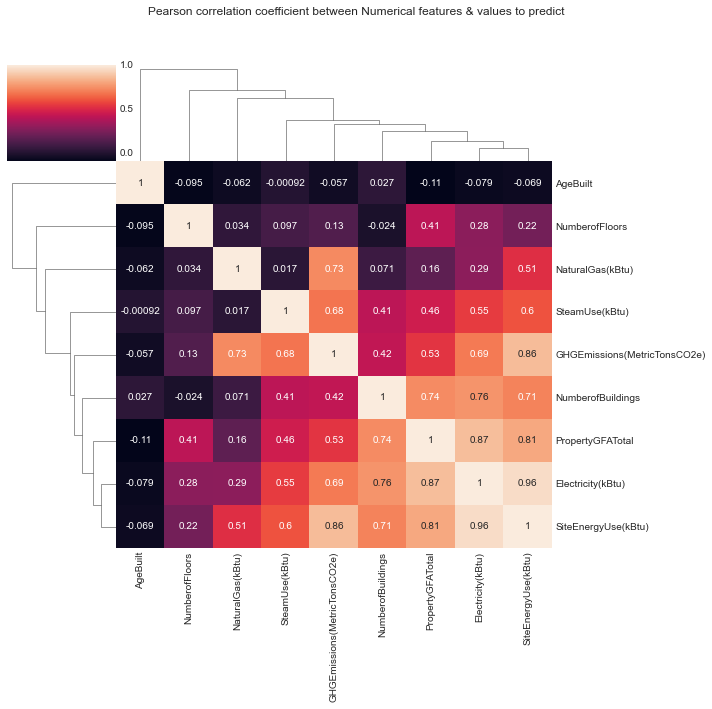 Pearson correlation coefficient between Numerical features & values to predict
1.0
0.5
0.0
1 -0.095 -0.062 -0.00092 -0.057 0.027 -0.11 -0.079 -0.069 AgeBuilt
-0.095 1 0.034 0.097 0.13 -0.024 0.41 0.28 0.22 NumberofFloors
-0.062 0.034 1 0.017 0.73 0.071 0.16 0.29 0.51 NaturalGas(kBtu)
-0.00092 0.097 0.017 1 0.68 0.41 0.46 0.55 0.6 SteamUse(kBtu)
-0.057 0.13 0.73 0.68 1 0.42 0.53 0.69 0.86 GHGEmissions(MetricTonsCO2e)
0.027 -0.024 0.071 0.41 0.42 1 0.74 0.76 0.71 NumberofBuildings
-0.11 0.41 0.16 0.46 0.53 0.74 1 0.87 0.81 PropertyGFATotal
-0.079 0.28 0.29 0.55 0.69 0.76 0.87 1 0.96 Electricity(kBtu)
-0.069 0.22 0.51 0.6 0.86 0.71 0.81 0.96 1 SiteEnergyUse(kBtu)
AgeBuilt
NumberofFloors
NaturalGas(kBtu)
SteamUse(kBtu)
GHGEmissions(MetricTonsCO2e)
NumberofBuildings
PropertyGFATotal
Electricity(kBtu)
SiteEnergyUse(kBtu)